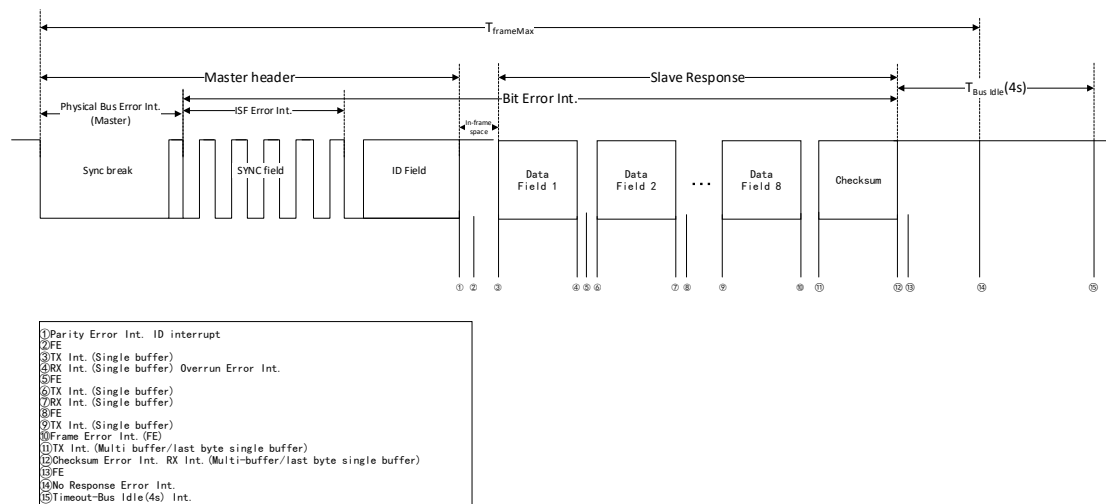 TframeMax
Master header
Slave Response
Bit Error Int.
TBus Idle(4s)
Physical Bus Error Int.
(Master)
ISF Error Int.
In-frame
space
Sync break
SYNC field
ID Field
Data
Field 1
Data
Field 2
...
Data
Field 8
Checksum
① ② ③ ④ ⑤ ⑥ ⑦ ⑧ ⑨ ⑩ ⑪ ⑫ ⑬ ⑭ ⑮
①Parity Error Int. ID interrupt
②FE
③TX Int.(Single buffer)
④RX Int.(Single buffer) Overrun Error Int.
⑤FE
⑥TX Int.(Single buffer)
⑦RX Int.(Single buffer)
⑧FE
⑨TX Int.(Single buffer)
⑩Frame Error Int.(FE)
⑪TX Int.(Multi buffer/last byte single buffer)
⑫Checksum Error Int. RX Int.(Multi-buffer/last byte single buffer)
⑬FE
⑭No Response Error Int.
⑮Timeout-Bus Idle(4s) Int.